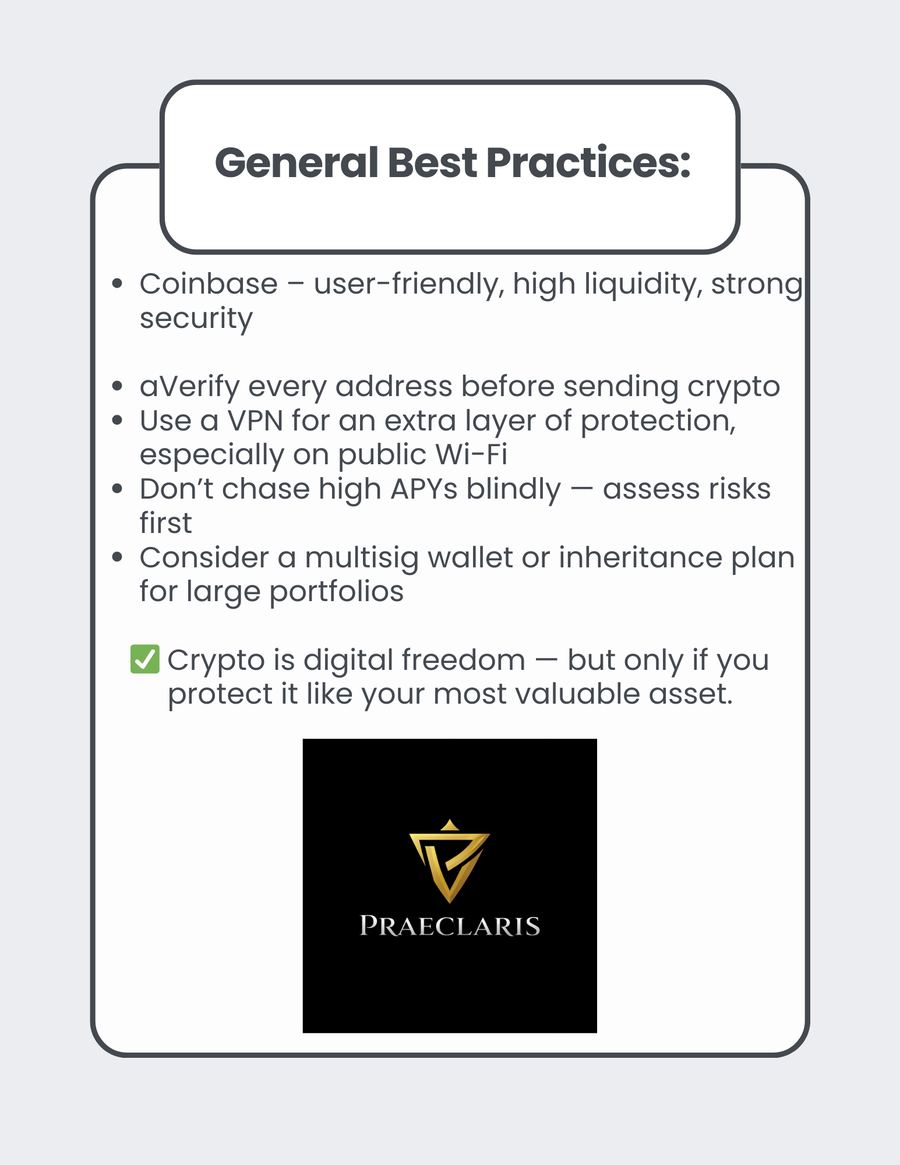 General Best Practices:
• Coinbase – user-friendly, high liquidity, strong
security
• aVerify every address before sending crypto
• Use a VPN for an extra layer of protection,
especially on public Wi-Fi
• Don’t chase high APYs blindly — assess risks
first
• Consider a multisig wallet or inheritance plan
for large portfolios
✅ Crypto is digital freedom — but only if you
protect it like your most valuable asset.
PRAECLARIS